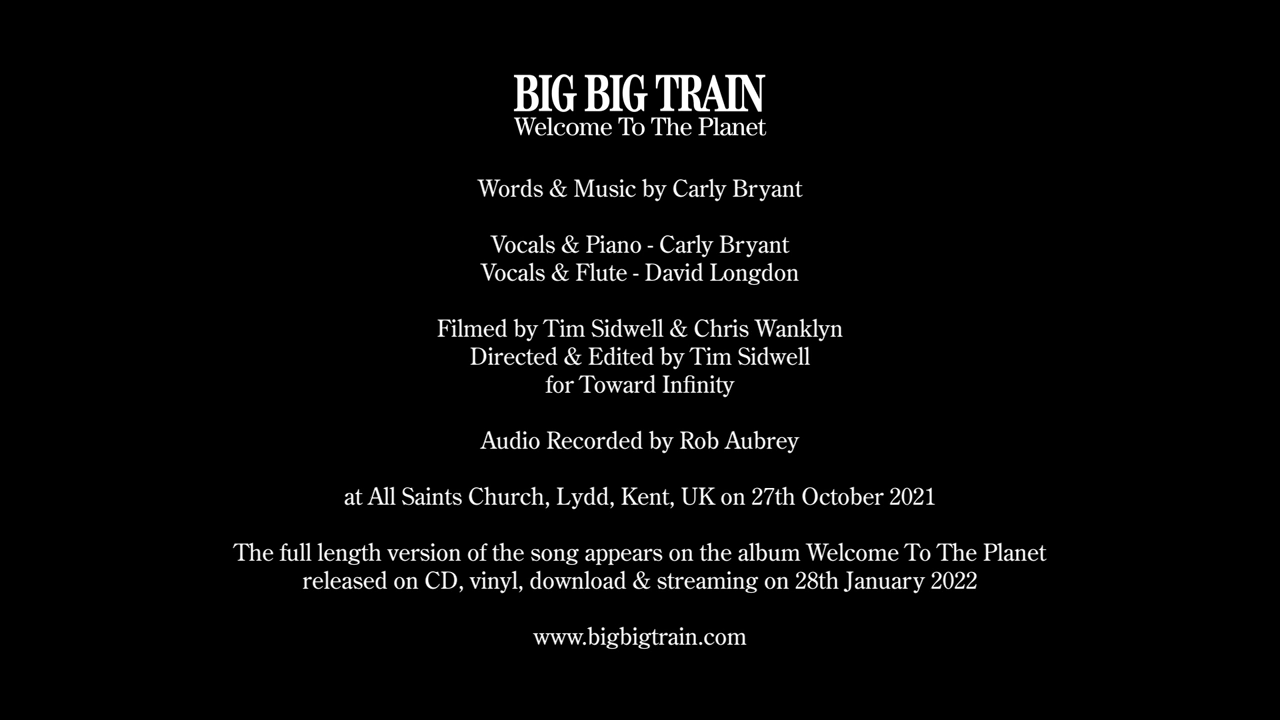 BIG BIG TRAIN
Welcome To The Planet
Words & Music by Carly Bryant
Vocals & Piano - Carly Bryant
Vocals & Flute - David Longdon
Filmed by Tim Sidwell & Chris Wanklyn
Directed & Edited by Tim Sidwell
for Toward Infinity
Audio Recorded by Rob Aubrey
at All Saints Church, Lydd, Kent, UK on 27th October 2021
The full length version of the song appears on the album Welcome To The Planet
released on CD, vinyl, download & streaming on 28th January 2022
www.bigbigtrain.com